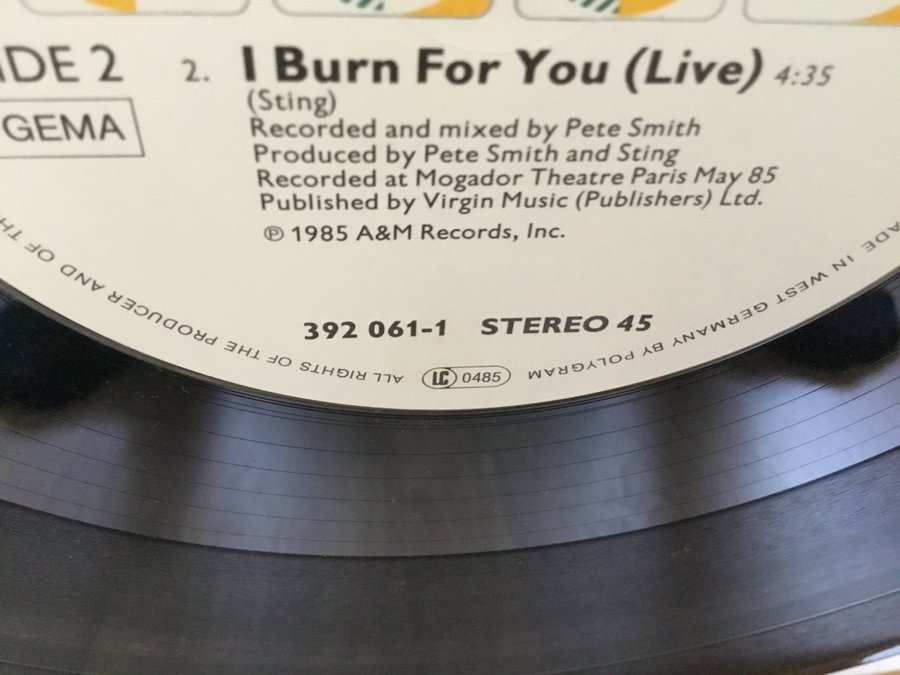 IDE 2
2. I Burn For You (Live) 4:35
GEMA
(Sting)
Recorded and mixed by Pete Smith
Produced by Pete Smith and Sting
Recorded at Mogador Theatre Paris May 85
Published by Virgin Music (Publishers) Ltd.
℗ 1985 A&M Records, Inc.
392 061-1 STEREO 45
ALL RIGHTS OF THE PRODUCER AND OF
LC 0485
IN WEST GERMANY BY POLYGRAM